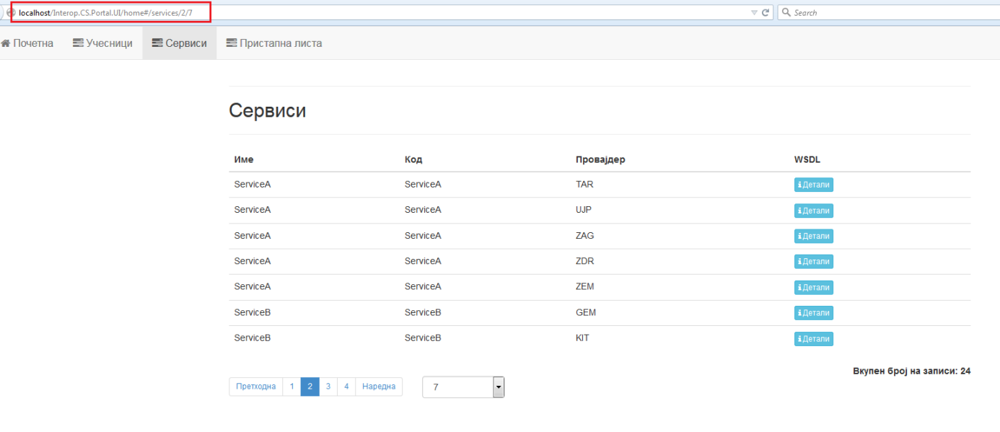 localhost/Interop.CS.Portal.UI/home#/services/2/7 Search
Почетна Учесници Сервиси Пристапна листа
Сервиси
Име Код Провајдер WSDL
ServiceA ServiceA TAR Детали
ServiceA ServiceA UJP Детали
ServiceA ServiceA ZAG Детали
ServiceA ServiceA ZDR Детали
ServiceA ServiceA ZEM Детали
ServiceB ServiceB GEM Детали
ServiceB ServiceB KIT Детали
Вкупен број на записи: 24
Претходна 1 2 3 4 Наредна 7